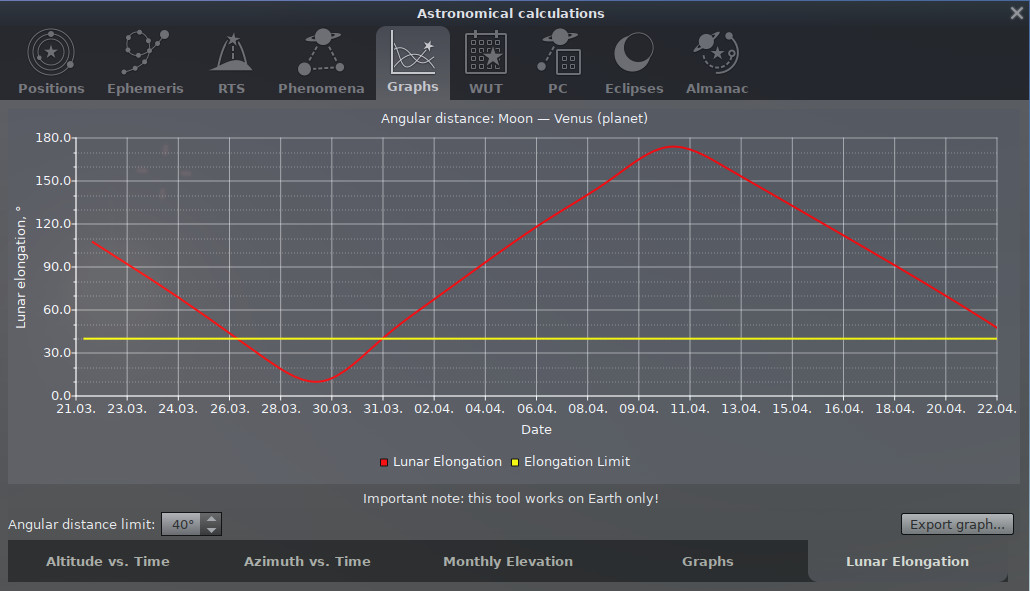 Astronomical calculations
Positions Ephemeris RTS Phenomena Graphs WUT PC Eclipses Almanac
Angular distance: Moon — Venus (planet)
180.0
150.0
120.0
90.0
60.0
30.0
0.0
Lunar elongation, °
21.03. 23.03. 24.03. 26.03. 28.03. 30.03. 31.03. 02.04. 04.04. 06.04. 08.04. 09.04. 11.04. 13.04. 15.04. 16.04. 18.04. 20.04. 22.04.
Date
Lunar Elongation Elongation Limit
Important note: this tool works on Earth only!
Angular distance limit: 40° Export graph...
Altitude vs. Time Azimuth vs. Time Monthly Elevation Graphs Lunar Elongation